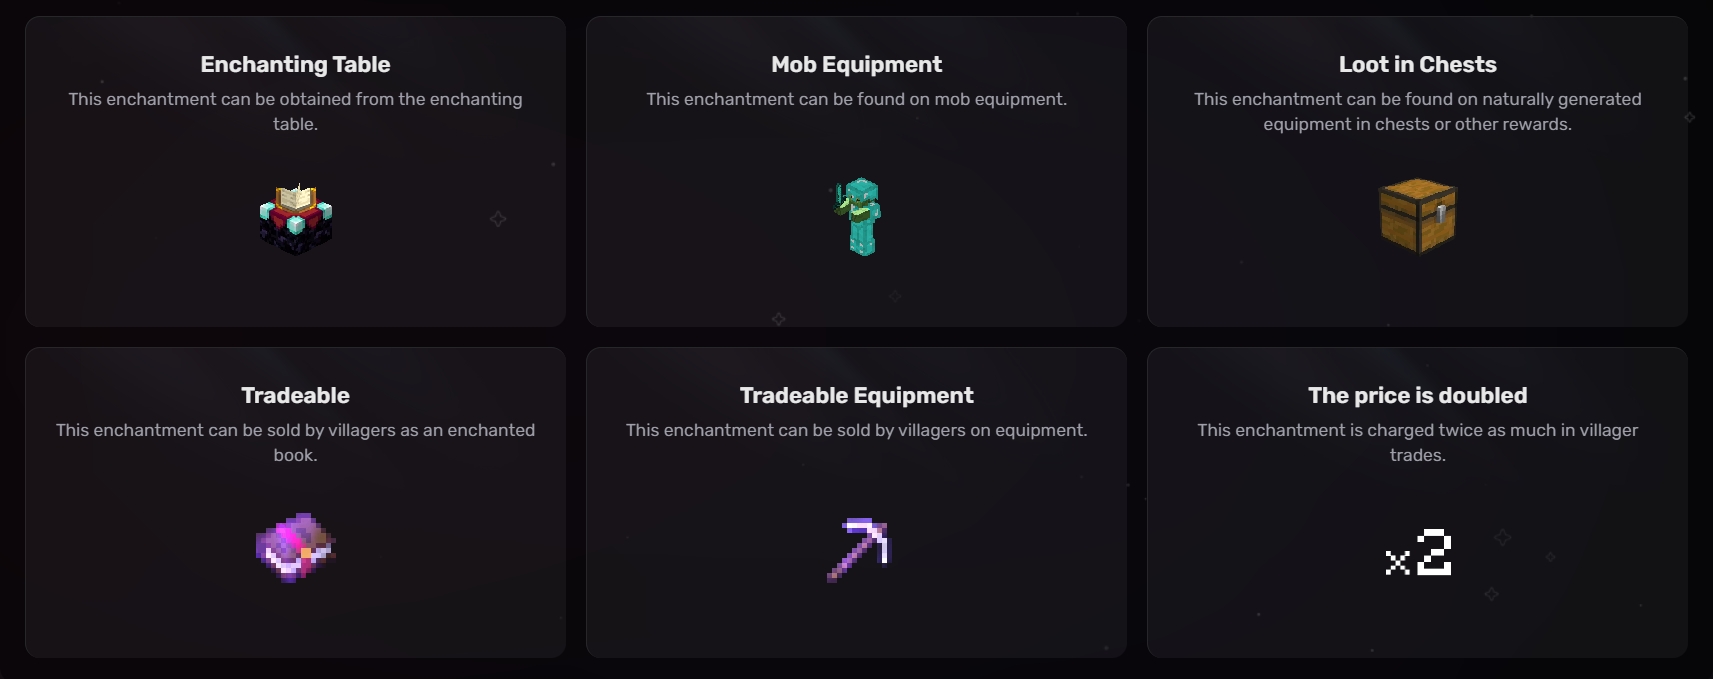 Enchanting Table
This enchantment can be obtained from the enchanting
table.
Mob Equipment
This enchantment can be found on mob equipment.
Loot in Chests
This enchantment can be found on naturally generated
equipment in chests or other rewards.
Tradeable
This enchantment can be sold by villagers as an enchanted
book.
Tradeable Equipment
This enchantment can be sold by villagers on equipment.
The price is doubled
This enchantment is charged twice as much in villager
trades.
x2